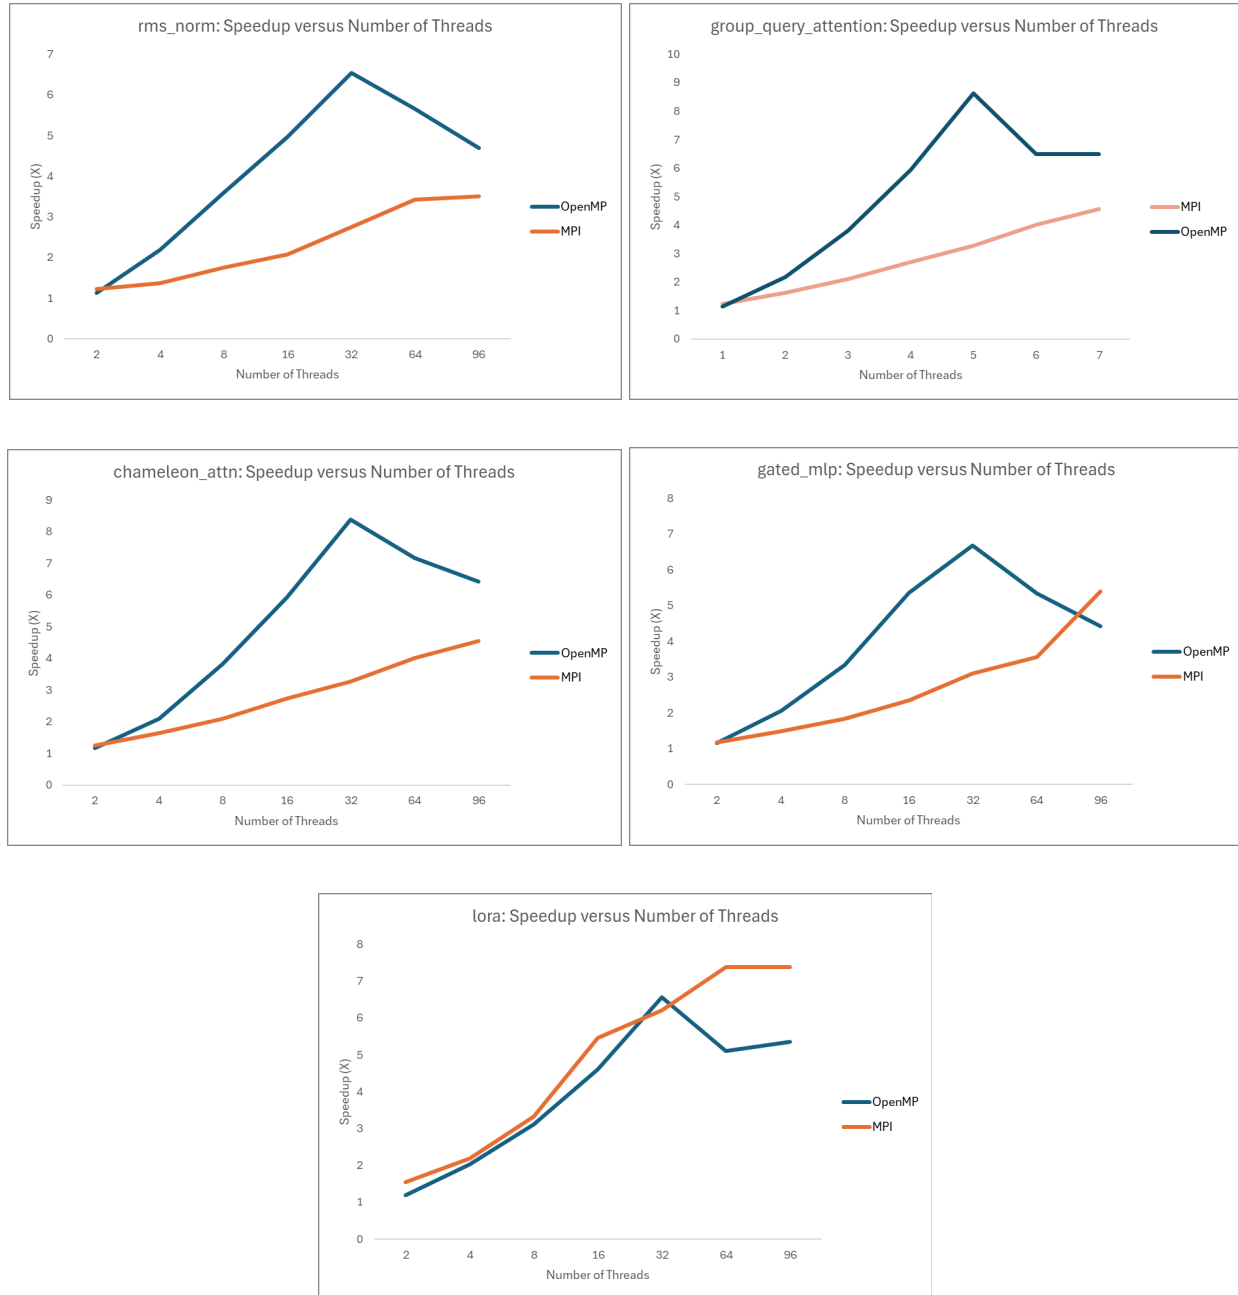 rms_norm: Speedup versus Number of Threads
7
6
5
4
3
2
1
0
Speedup (X)
2 4 8 16 32 64 96
Number of Threads
OpenMP
MPI
group_query_attention: Speedup versus Number of Threads
10
9
8
7
6
5
4
3
2
1
0
Speedup (X)
1 2 3 4 5 6 7
Number of Threads
MPI
OpenMP
chameleon_attn: Speedup versus Number of Threads
9
8
7
6
5
4
3
2
1
0
Speedup (X)
2 4 8 16 32 64 96
Number of Threads
OpenMP
MPI
gated_mlp: Speedup versus Number of Threads
8
7
6
5
4
3
2
1
0
Speedup (X)
2 4 8 16 32 64 96
Number of Threads
OpenMP
MPI
lora: Speedup versus Number of Threads
8
7
6
5
4
3
2
1
0
Speedup (X)
2 4 8 16 32 64 96
Number of Threads
OpenMP
MPI